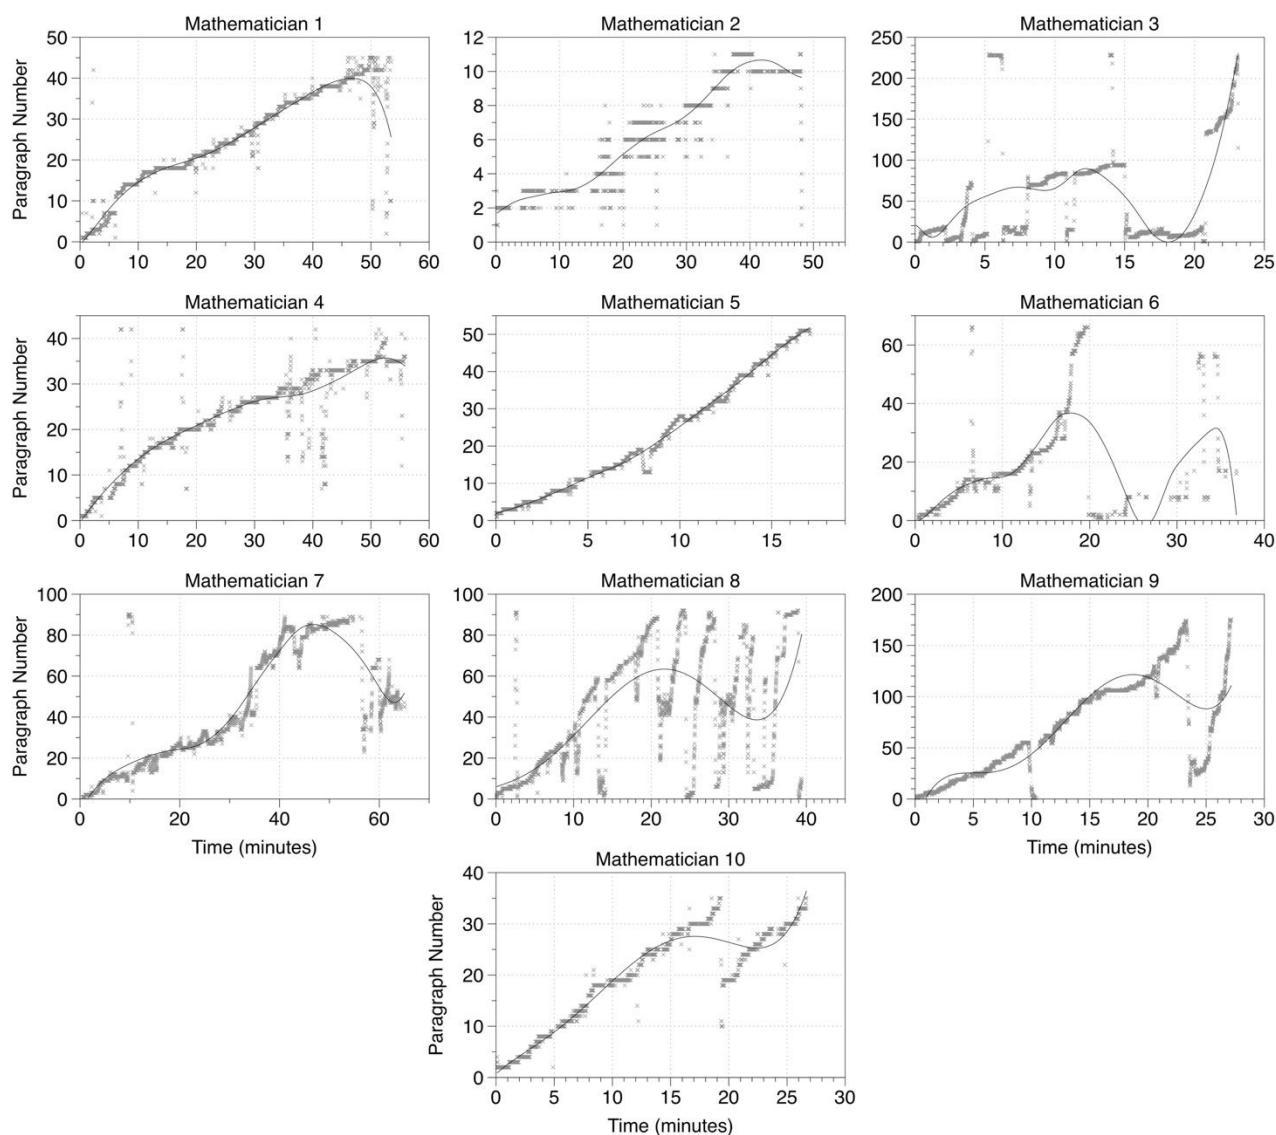 Mathematician 1
Mathematician 2
Mathematician 3
Paragraph Number
50
40
30
20
10
0
0 10 20 30 40 50 60
12
10
8
6
4
2
0
0 10 20 30 40 50
250
200
150
100
50
0
0 5 10 15 20 25
Mathematician 4
Mathematician 5
Mathematician 6
Paragraph Number
40
30
20
10
0
0 10 20 30 40 50 60
50
40
30
20
10
0
0 5 10 15
60
40
20
0
0 10 20 30 40
Mathematician 7
Mathematician 8
Mathematician 9
Paragraph Number
100
80
60
40
20
0
0 20 40 60
Time (minutes)
100
80
60
40
20
0
0 10 20 30 40
200
150
100
50
0
0 5 10 15 20 25 30
Time (minutes)
Mathematician 10
Paragraph Number
40
30
20
10
0
0 5 10 15 20 25 30
Time (minutes)